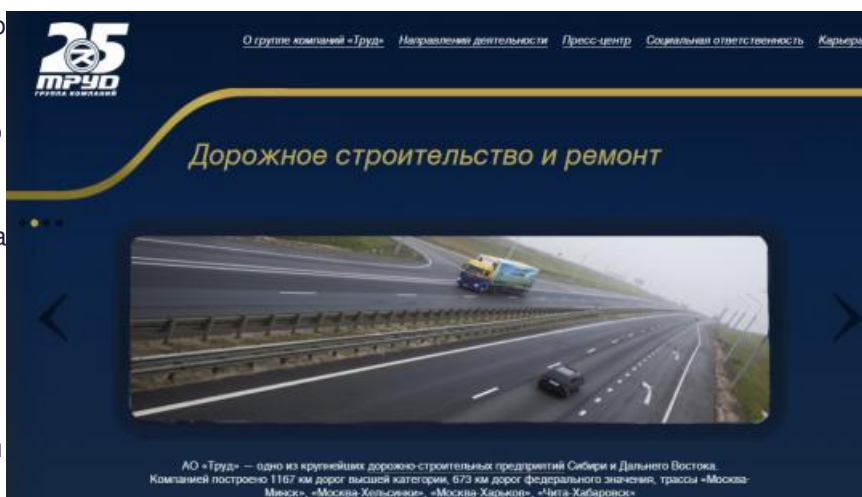 25
ТРУД
ГРУППА КОМПАНИЙ
О группе компаний «Труд» Направления деятельности Пресс-центр Социальная ответственность Карьера
Дорожное строительство и ремонт
АО «Труд» — одно из крупнейших дорожно-строительных предприятий Сибири и Дальнего Востока.
Компанией построено 1167 км дорог высшей категории, 673 км дорог федерального значения, трассы «Москва-
Минск», «Москва-Хельсинки», «Москва-Харьков», «Чита-Хабаровск»